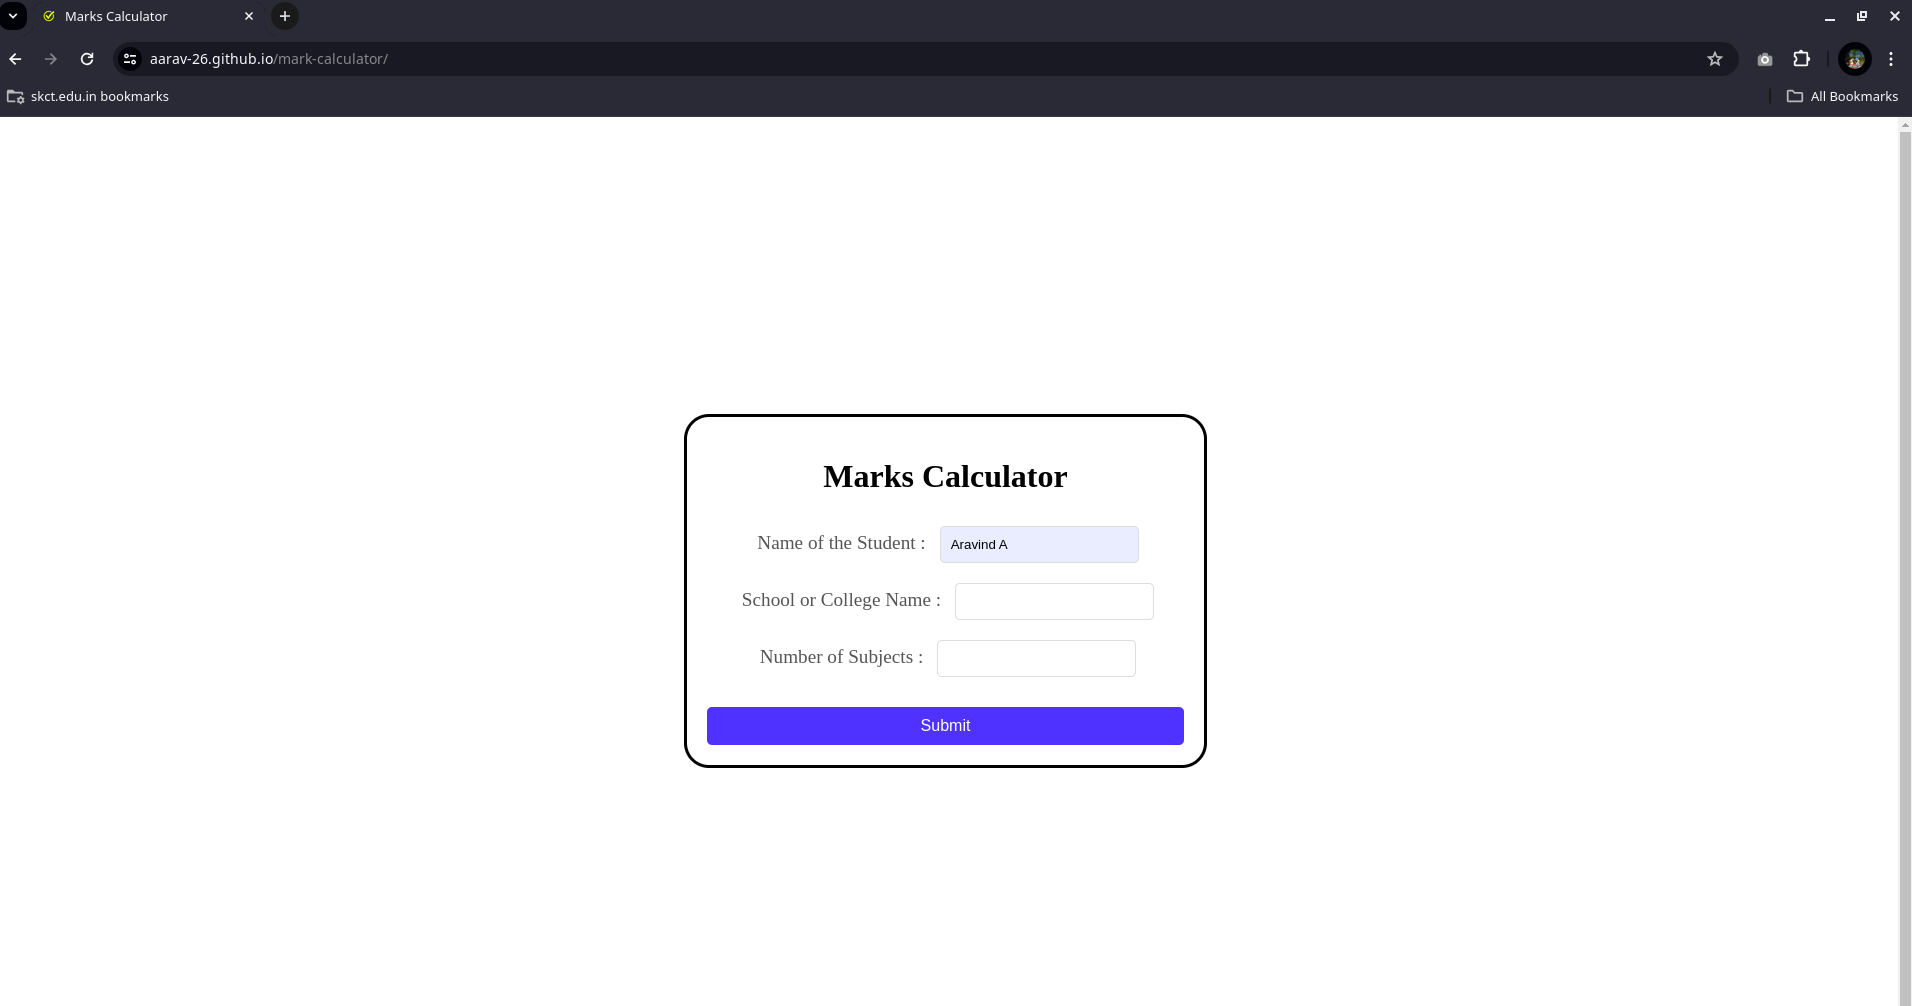 Marks Calculator
aarav-26.github.io/mark-calculator/
skct.edu.in bookmarks
All Bookmarks
Marks Calculator
Name of the Student : Aravind A
School or College Name :
Number of Subjects :
Submit